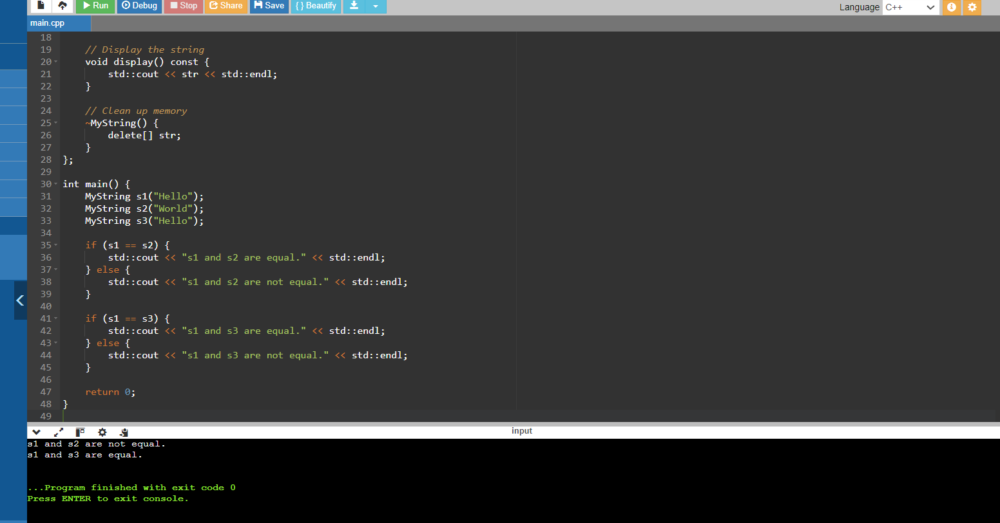 Run Debug Stop Share Save { } Beautify Language C++
main.cpp
18
19 // Display the string
20 void display() const {
21 std::cout << str << std::endl;
22 }
23
24 // Clean up memory
25 ~MyString() {
26 delete[] str;
27 }
28 };
29
30 int main() {
31 MyString s1("Hello");
32 MyString s2("World");
33 MyString s3("Hello");
34
35 if (s1 == s2) {
36 std::cout << "s1 and s2 are equal." << std::endl;
37 } else {
38 std::cout << "s1 and s2 are not equal." << std::endl;
39 }
40
41 if (s1 == s3) {
42 std::cout << "s1 and s3 are equal." << std::endl;
43 } else {
44 std::cout << "s1 and s3 are not equal." << std::endl;
45 }
46
47 return 0;
48 }
49
input
s1 and s2 are not equal.
s1 and s3 are equal.
...Program finished with exit code 0
Press ENTER to exit console.